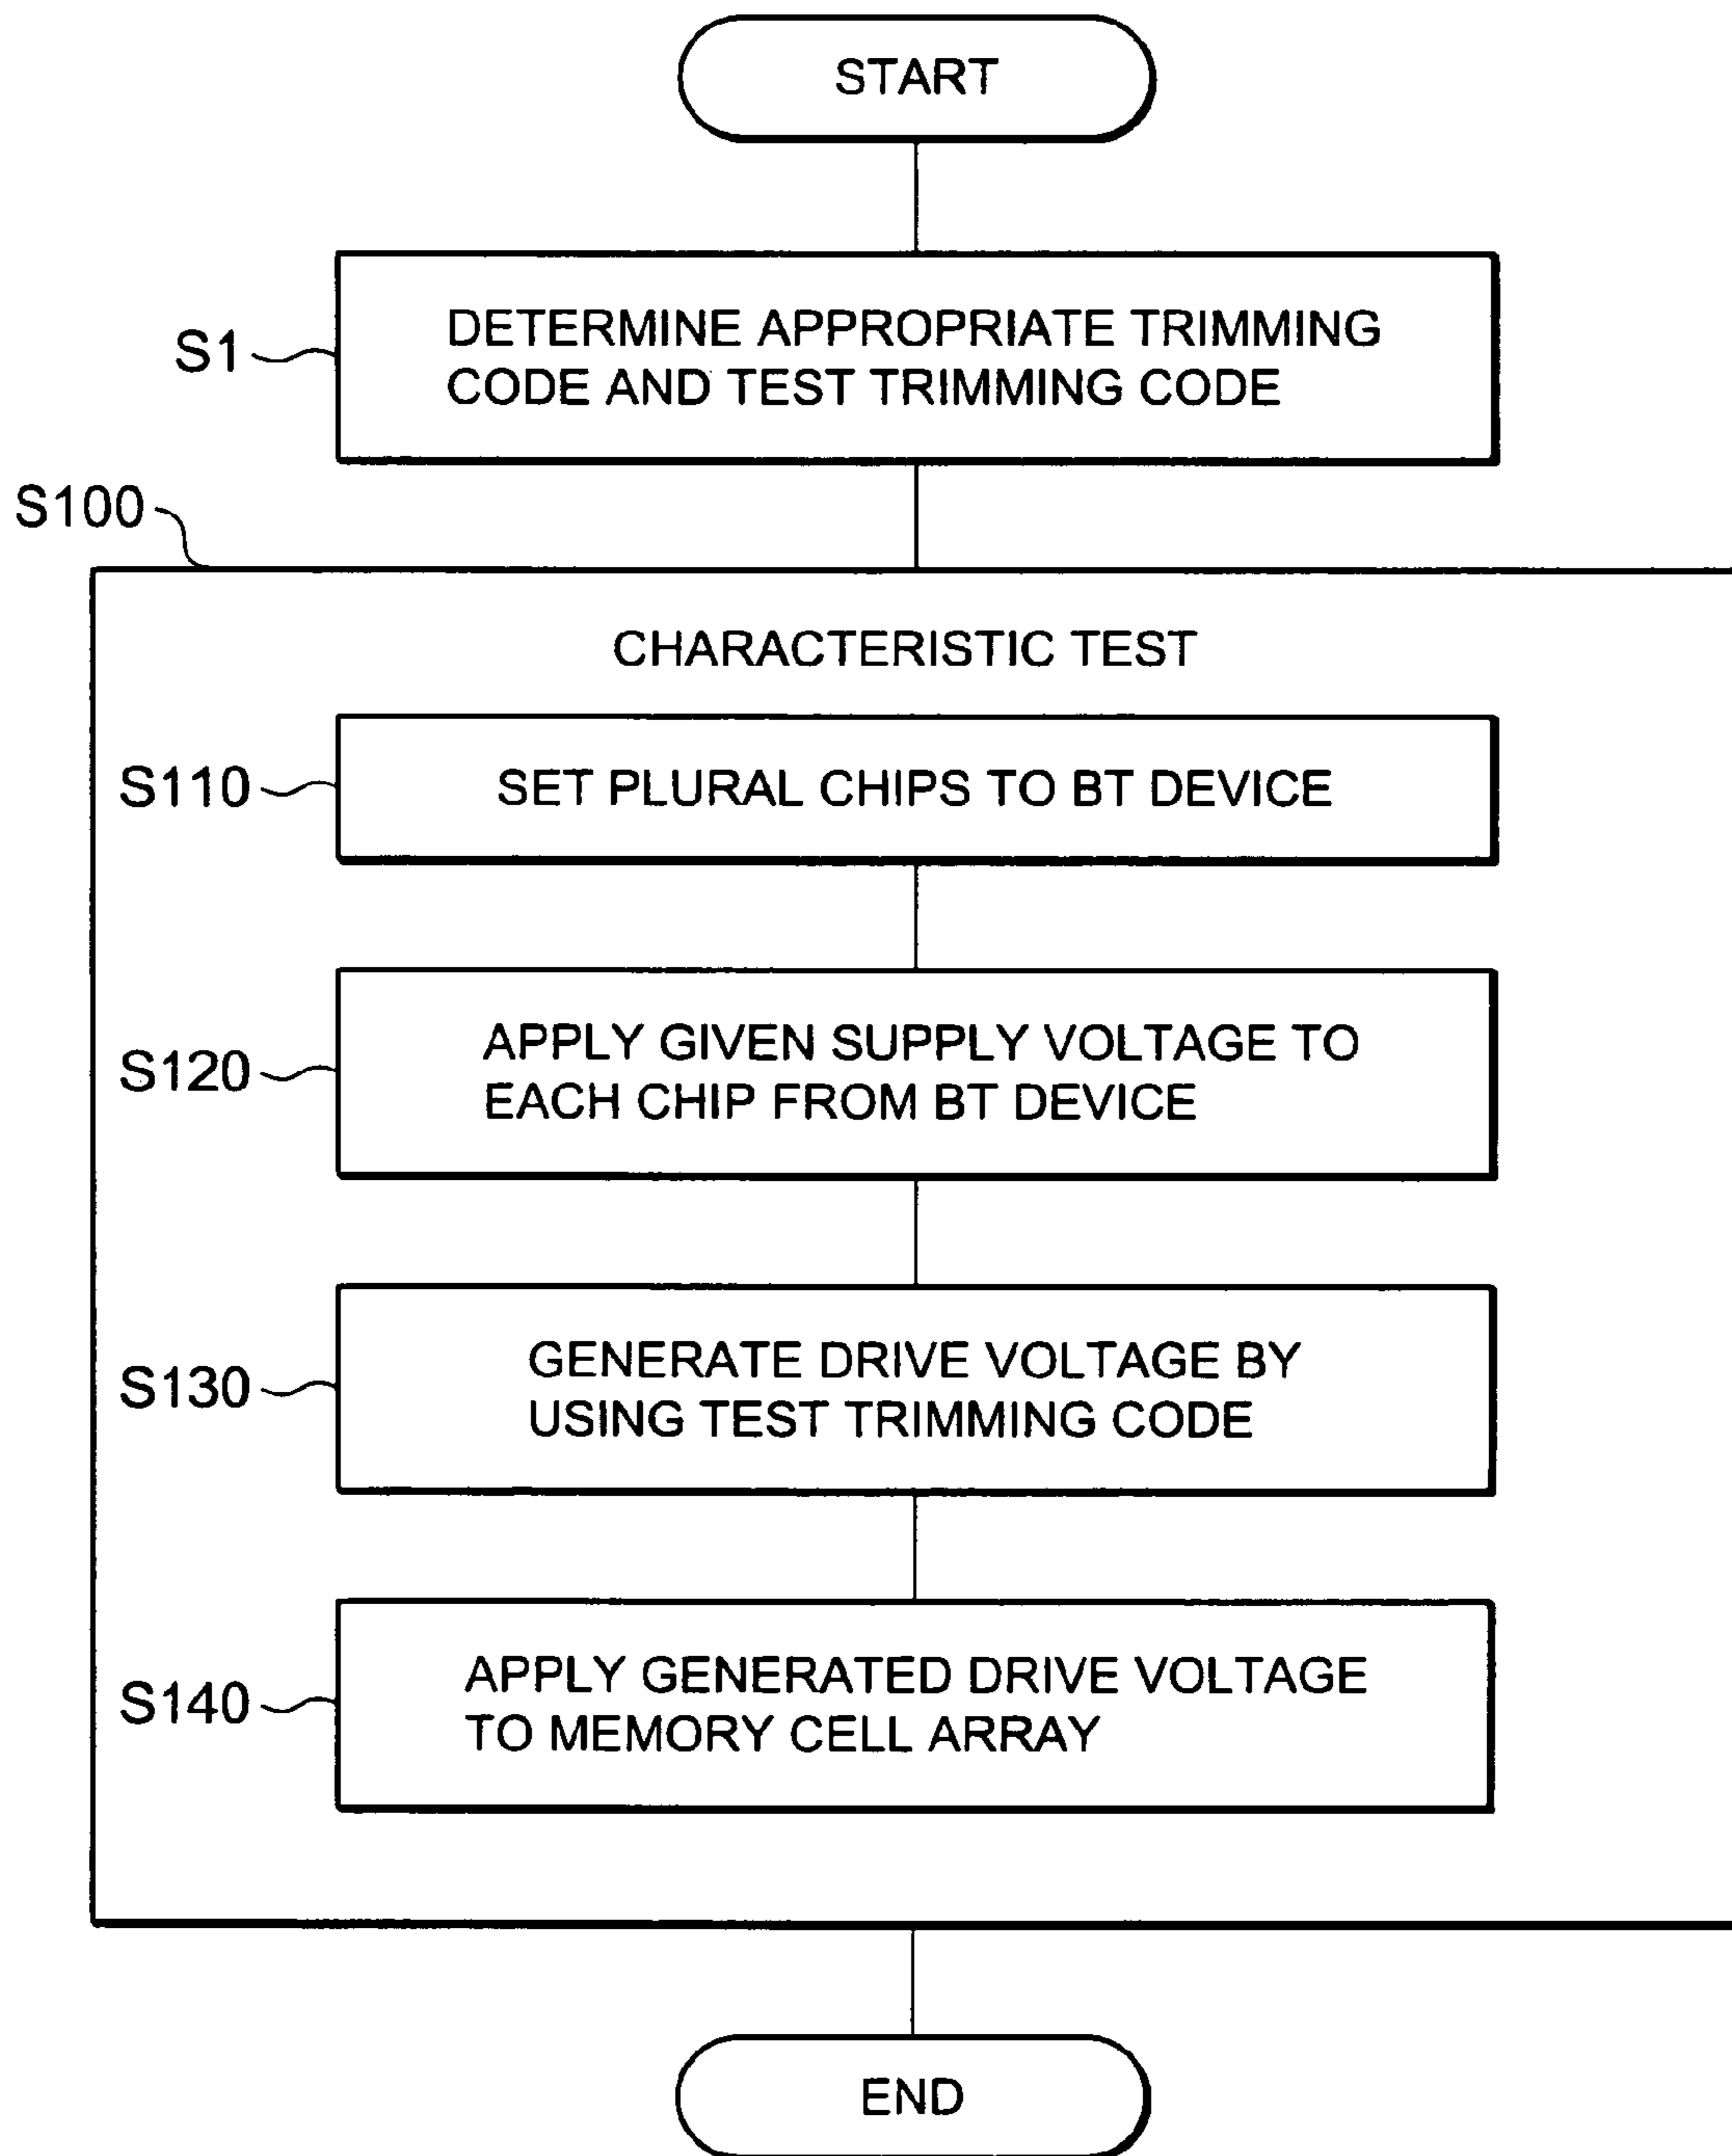 START
S1
DETERMINE APPROPRIATE TRIMMING
CODE AND TEST TRIMMING CODE
S100
CHARACTERISTIC TEST
S110
SET PLURAL CHIPS TO BT DEVICE
S120
APPLY GIVEN SUPPLY VOLTAGE TO
EACH CHIP FROM BT DEVICE
S130
GENERATE DRIVE VOLTAGE BY
USING TEST TRIMMING CODE
S140
APPLY GENERATED DRIVE VOLTAGE
TO MEMORY CELL ARRAY
END